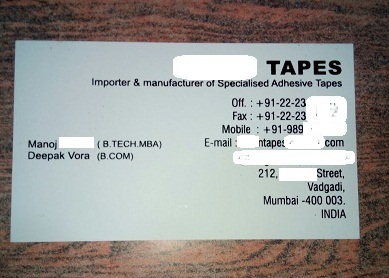 TAPES
Importer & manufacturer of Specialised Adhesive Tapes
Off. : +91-22-23
Fax : +91-22-23
Mobile : +91-989
Manoj ( B.TECH.MBA)
E-mail : ntapes .com
Deepak Vora (B.COM)
212, Street,
Vadgadi,
Mumbai -400 003.
INDIA